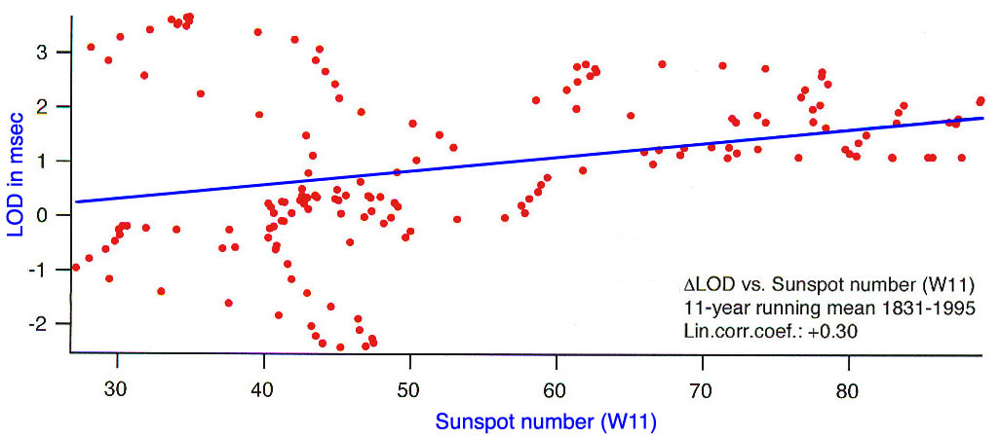 3
2
1
0
-1
-2
LOD in msec
ΔLOD vs. Sunspot number (W11)
11-year running mean 1831-1995
Lin.corr.coef.: +0.30
30 40 50 60 70 80
Sunspot number (W11)